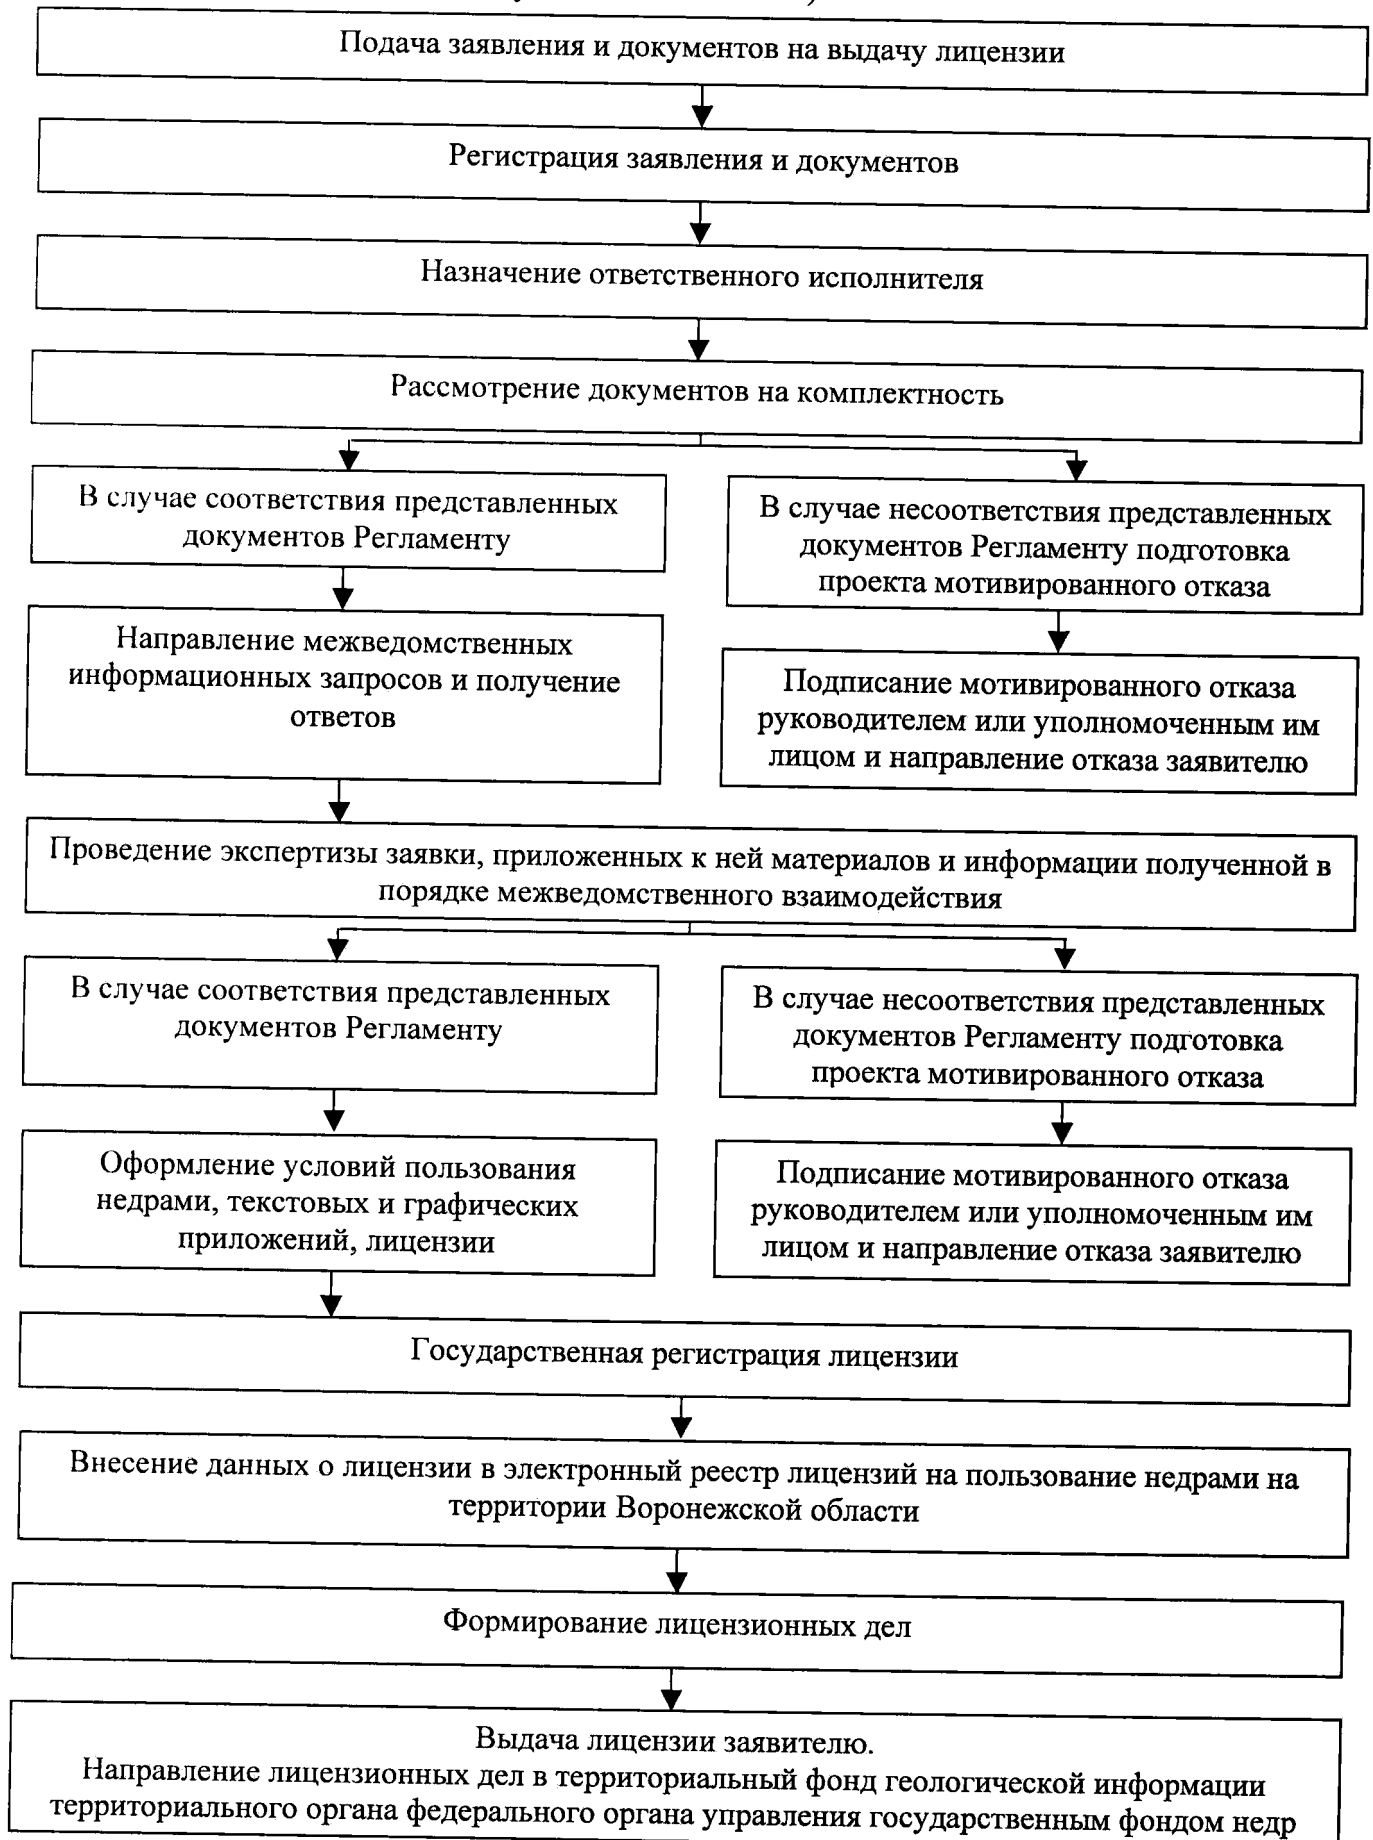 Подача заявления и документов на выдачу лицензии
Регистрация заявления и документов
Назначение ответственного исполнителя
Рассмотрение документов на комплектность
В случае соответствия представленных
документов Регламенту
В случае несоответствия представленных
документов Регламенту подготовка
проекта мотивированного отказа
Направление межведомственных
информационных запросов и получение
ответов
Подписание мотивированного отказа
руководителем или уполномоченным им
лицом и направление отказа заявителю
Проведение экспертизы заявки, приложенных к ней материалов и информации полученной в
порядке межведомственного взаимодействия
В случае соответствия представленных
документов Регламенту
В случае несоответствия представленных
документов Регламенту подготовка
проекта мотивированного отказа
Оформление условий пользования
недрами, текстовых и графических
приложений, лицензии
Подписание мотивированного отказа
руководителем или уполномоченным им
лицом и направление отказа заявителю
Государственная регистрация лицензии
Внесение данных о лицензии в электронный реестр лицензий на пользование недрами на
территории Воронежской области
Формирование лицензионных дел
Выдача лицензии заявителю.
Направление лицензионных дел в территориальный фонд геологической информации
территориального органа федерального органа управления государственным фондом недр